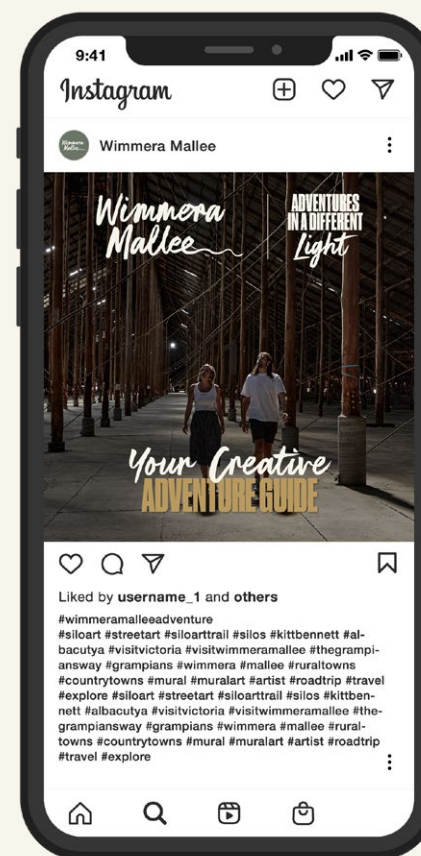 9:41
Instagram
Wimmera Mallee
Wimmera
Mallee
ADVENTURES
IN A DIFFERENT
Light
Your Creative
ADVENTURE GUIDE
Liked by username_1 and others
#wimmeramalleeadventure
#siloart #streetart #siloarttrail #silos #kittbennett #al-
bacutya #visitvictoria #visitwimmeramallee #thegrampi-
answay #grampians #wimmera #mallee #ruraltowns
#countrytowns #mural #muralart #artist #roadtrip #travel
#explore #siloart #streetart #siloarttrail #silos #kittben-
nett #albacutya #visitvictoria #visitwimmeramallee #the-
grampiansway #grampians #wimmera #mallee #rural-
towns #countrytowns #mural #muralart #artist #roadtrip
#travel #explore